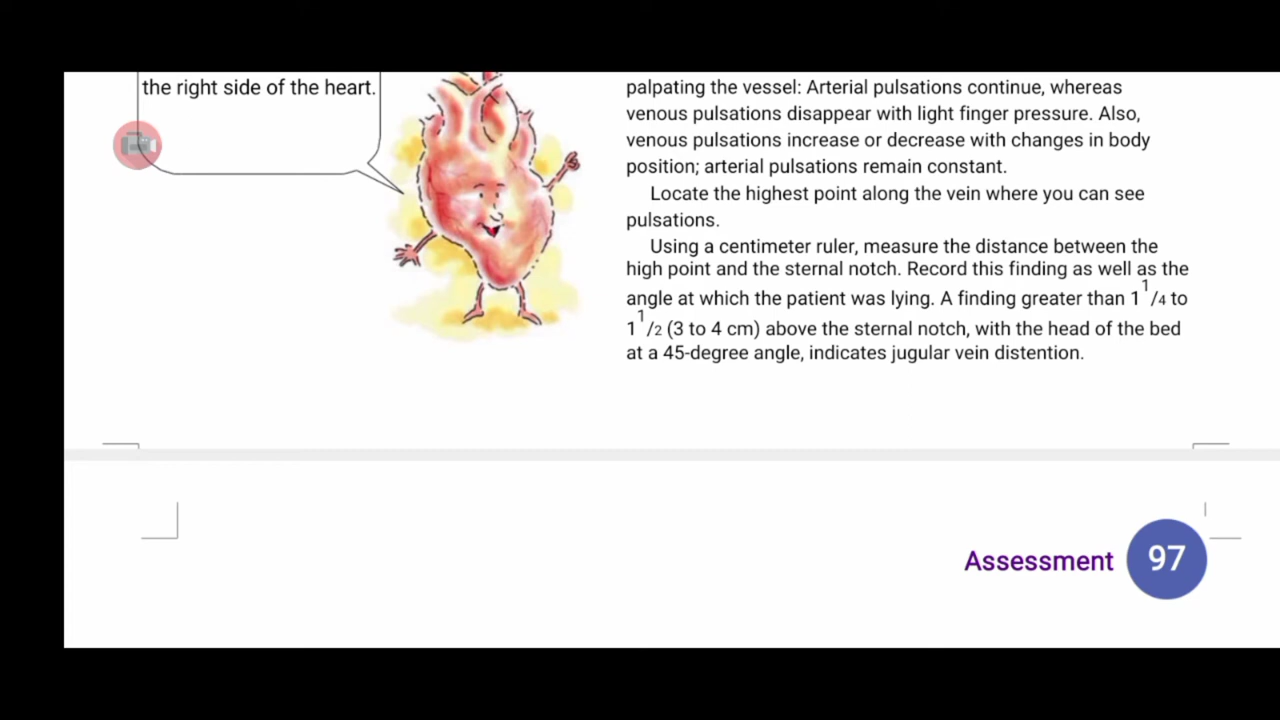 the right side of the heart.
palpating the vessel: Arterial pulsations continue, whereas
venous pulsations disappear with light finger pressure. Also,
venous pulsations increase or decrease with changes in body
position; arterial pulsations remain constant.
Locate the highest point along the vein where you can see
pulsations.
Using a centimeter ruler, measure the distance between the
high point and the sternal notch. Record this finding as well as the
angle at which the patient was lying. A finding greater than 1 1/4 to
1 1/2 (3 to 4 cm) above the sternal notch, with the head of the bed
at a 45-degree angle, indicates jugular vein distention.
Assessment 97